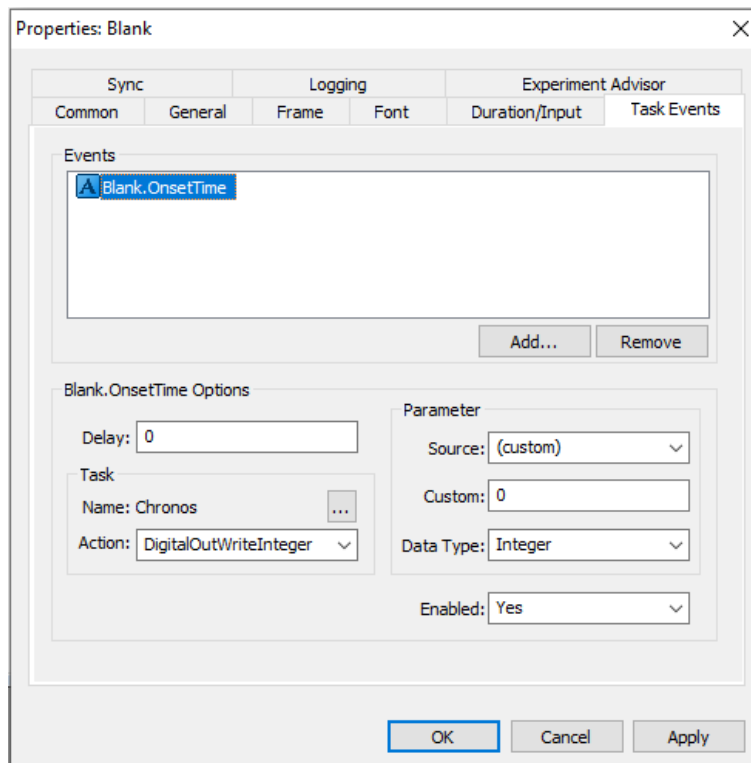 Properties: Blank
Sync Logging Experiment Advisor
Common General Frame Font Duration/Input Task Events
Events
A Blank.OnsetTime
Add... Remove
Blank.OnsetTime Options
Delay: 0
Task
Name: Chronos ...
Action: DigitalOutWriteInteger
Parameter
Source: (custom)
Custom: 0
Data Type: Integer
Enabled: Yes
OK Cancel Apply